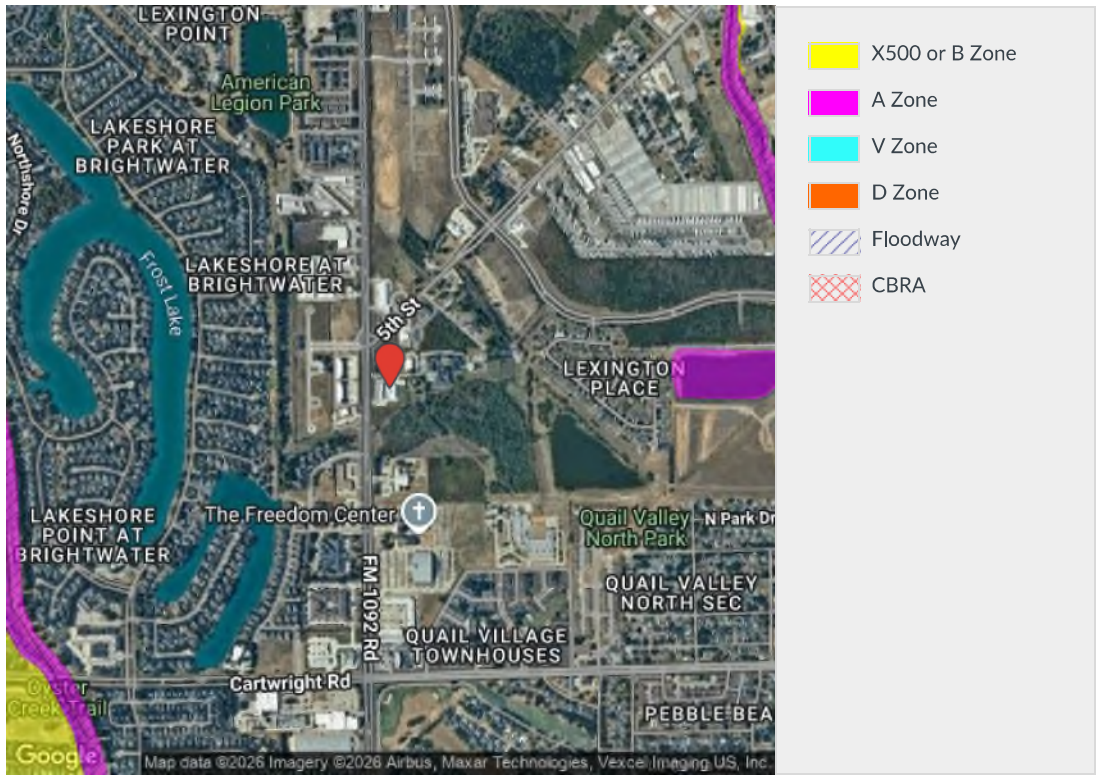 LEXINGTON
POINT
American
Legion Park
LAKESHORE
PARK AT
BRIGHTWATER
Northshore Dr
Frost Lake
LAKESHORE AT
BRIGHTWATER
5th St
LEXINGTON
PLACE
LAKESHORE
POINT AT
BRIGHTWATER
The Freedom Center
Quail Valley
North Park
N Park Dr
FM 1092 Rd
QUAIL VALLEY
NORTH SEC
QUAIL VILLAGE
TOWNHOUSES
Cartwright Rd
Oyster
Creek Trail
PEBBLE BEA
Google
Map data ©2026 Imagery ©2026 Airbus, Maxar Technologies, Vexcel Imaging US, Inc.
X500 or B Zone
A Zone
V Zone
D Zone
Floodway
CBRA